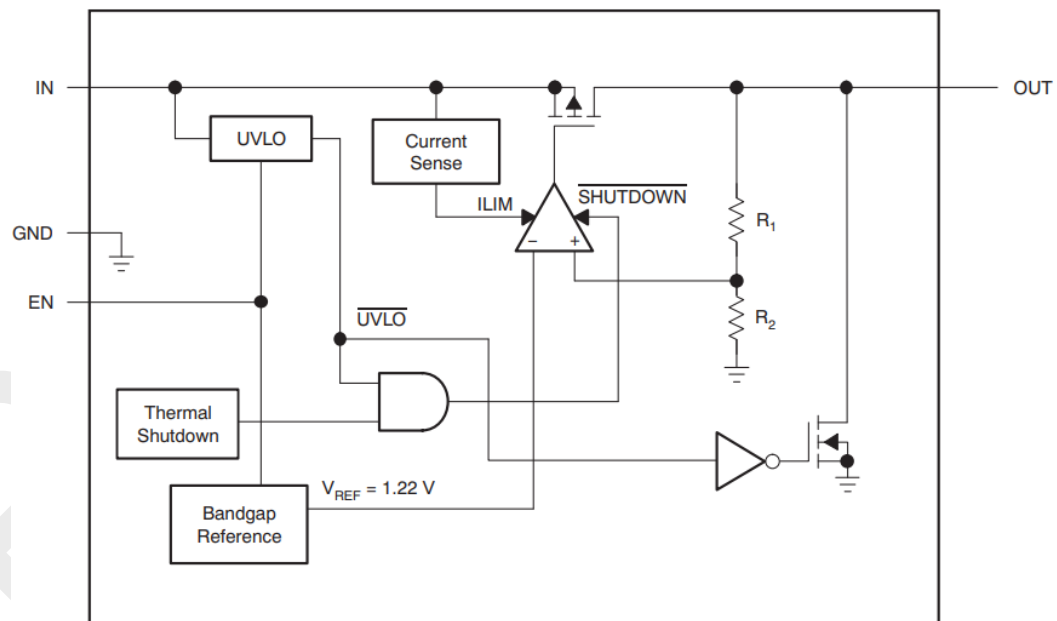 IN
OUT
UVLO
Current
Sense
ILIM
SHUTDOWN
GND
R1
EN
UVLO
R2
Thermal
Shutdown
VREF = 1.22 V
Bandgap
Reference
- +